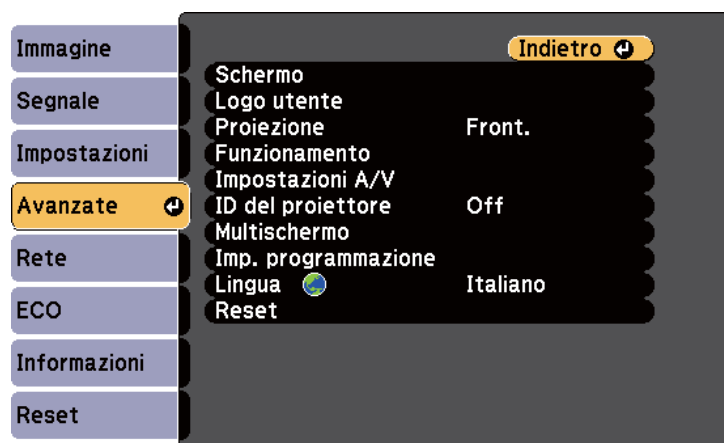 Immagine
Segnale
Impostazioni
Avanzate
Rete
ECO
Informazioni
Reset
Indietro
Schermo
Logo utente
Proiezione Front.
Funzionamento
Impostazioni A/V
ID del proiettore Off
Multischermo
Imp. programmazione
Lingua Italiano
Reset